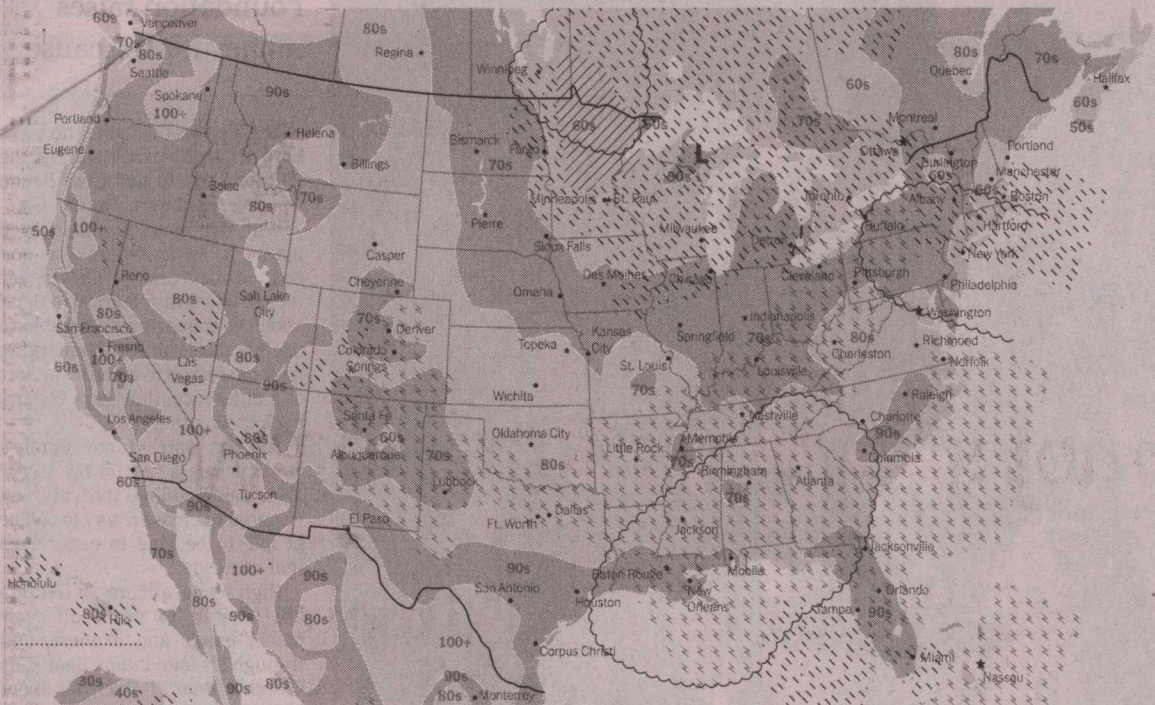 60s
Vancouver
70s
80s
Seattle
Spokane
100+
Portland
Eugene
90s
Helena
Billings
Boise
80s
70s
80s
Regina
Winnipeg
Bismarck
Fargo
70s
Pierre
60s
60s
Minneapolis
St. Paul
Sioux Falls
L
Milwaukee
Detroit
Toronto
70s
60s
80s
Quebec
70s
Halifax
60s
50s
Montreal
Ottawa
Burlington
60s
Portland
Manchester
60s
Boston
Albany
Buffalo
Hartford
New York
50s
100+
Reno
80s
80s
San Francisco
Fresno
100+
70s
60s
Las
Vegas
Salt Lake
City
80s
90s
Casper
Cheyenne
70s
Denver
Colorado
Springs
Omaha
Des Moines
Chicago
Cleveland
Pittsburgh
Philadelphia
Washington
Topeka
Kansas
City
Springfield
Indianapolis
70s
80s
Charleston
Richmond
Norfolk
St. Louis
70s
Louisville
Wichita
Los Angeles
100+
80s
Phoenix
San Diego
60s
Tucson
90s
Santa Fe
60s
Albuquerque
70s
Lubbock
Oklahoma City
80s
Little Rock
Memphis
70s
Nashville
Raleigh
Charlotte
90s
Columbia
Birmingham
70s
Atlanta
El Paso
Ft. Worth
Dallas
Jackson
Jacksonville
Honolulu
80s
Hilo
70s
80s
100+
90s
90s
80s
90s
San Antonio
Houston
Baton Rouge
New
Orleans
Mobile
Orlando
Tampa
90s
Miami
Nassau
100+
Corpus Christi
90s
80s
Monterrey
30s
40s
90s
80s